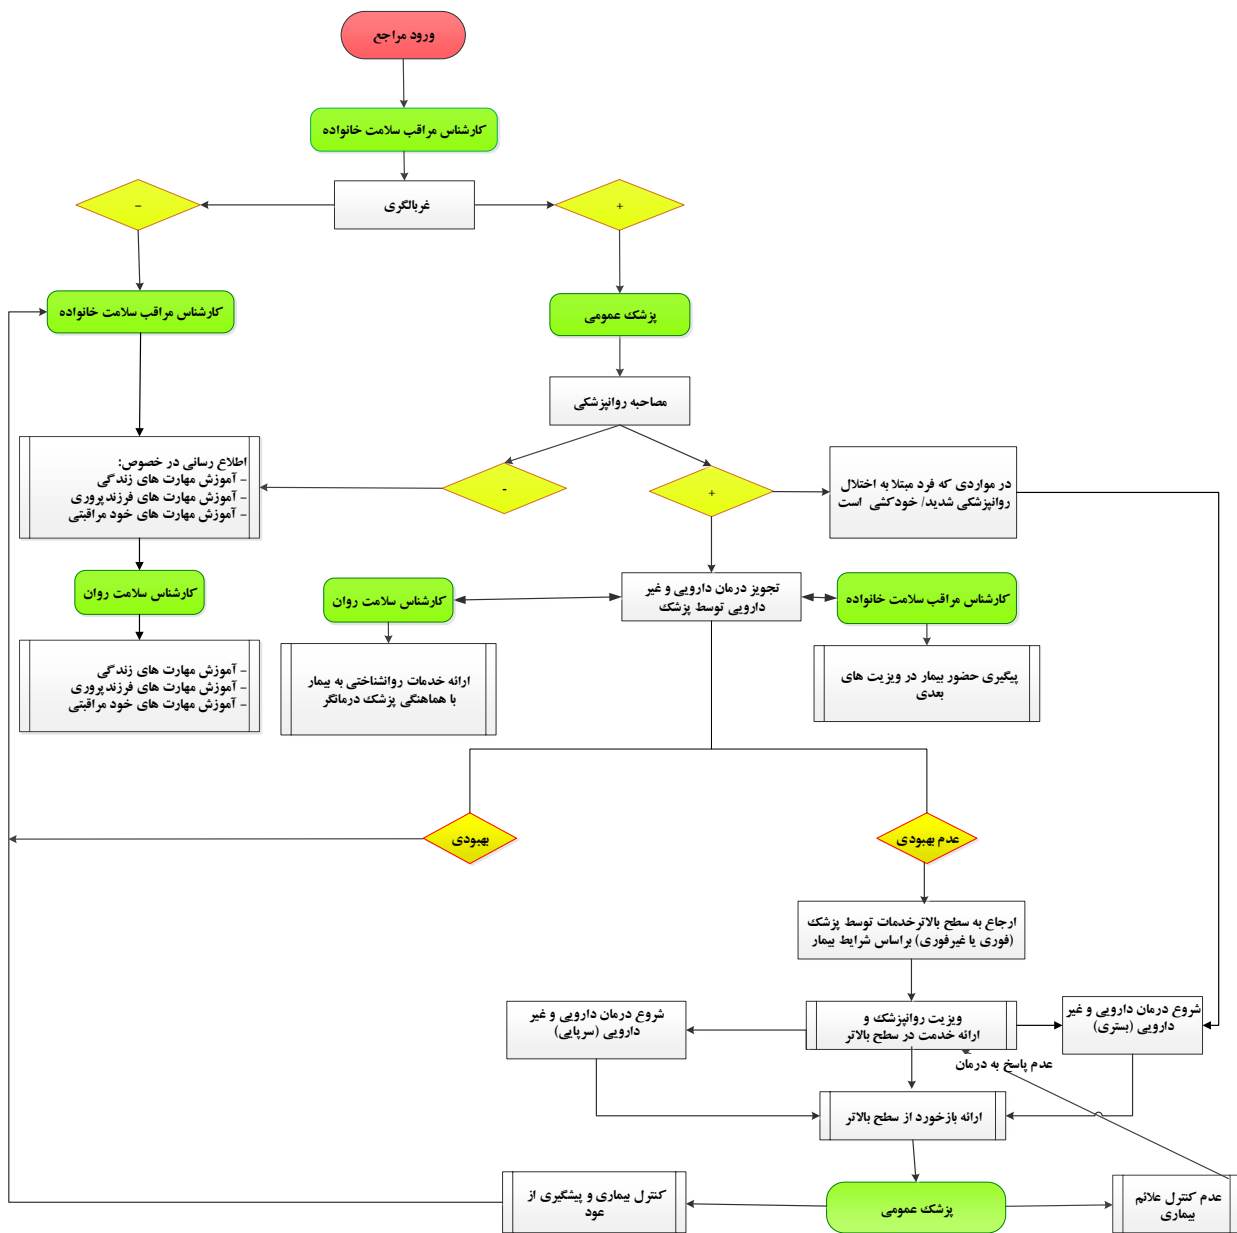 ورود مراجع
کارشناس مراقب سلامت خانواده
غربالگری
-
+
کارشناس مراقب سلامت خانواده
پزشک عمومی
مصاحبه روانپزشکی
اطلاع رسانی در خصوص:
- آموزش مهارت های زندگی
- آموزش مهارت های فرزندپروری
- آموزش مهارت های خود مراقبتی
-
+
در مواردی که فرد مبتلا به اختلال
روانپزشکی شدید/ خودکشی است
کارشناس سلامت روان
کارشناس سلامت روان
تجویز درمان دارویی و غیر
دارویی توسط پزشک
کارشناس مراقب سلامت خانواده
- آموزش مهارت های زندگی
- آموزش مهارت های فرزندپروری
- آموزش مهارت های خود مراقبتی
ارائه خدمات روانشناختی به بیمار
با هماهنگی پزشک درمانگر
پیگیری حضور بیمار در ویزیت های
بعدی
بهبودی
عدم بهبودی
ارجاع به سطح بالاترخدمات توسط پزشک
(فوری یا غیرفوری) براساس شرایط بیمار
شروع درمان دارویی و غیر
دارویی (سرپایی)
ویزیت روانپزشک و
ارائه خدمت در سطح بالاتر
شروع درمان دارویی و غیر
دارویی (بستری)
عدم پاسخ به درمان
ارائه بازخورد از سطح بالاتر
کنترل بیماری و پیشگیری از
عود
پزشک عمومی
عدم کنترل علائم
بیماری